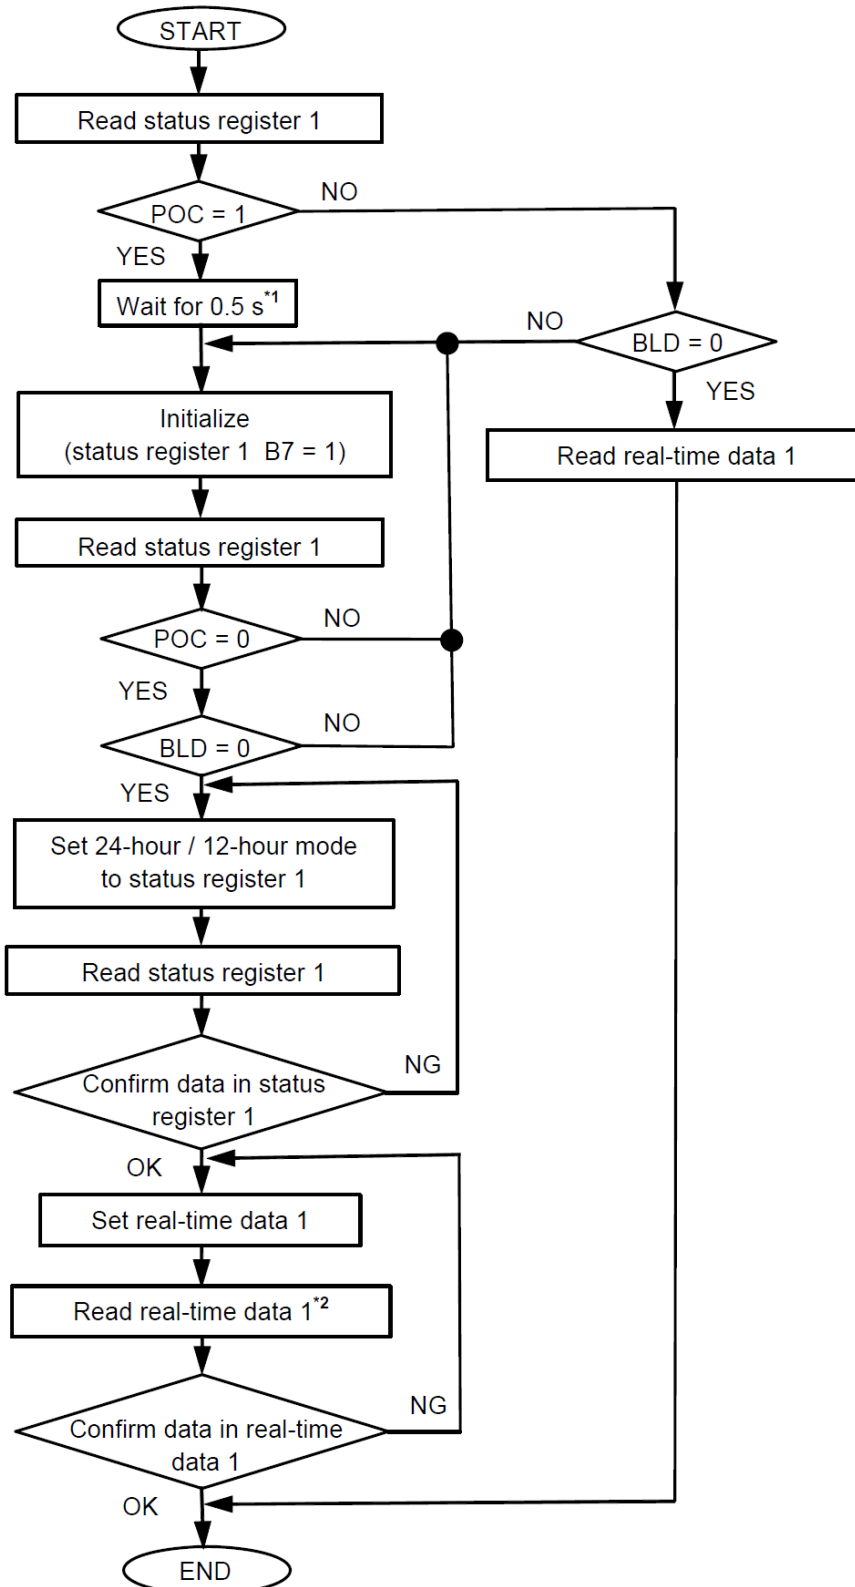 START
Read status register 1
POC = 1
NO
YES
Wait for 0.5 s*1
NO
BLD = 0
YES
Initialize
(status register 1 B7 = 1)
Read real-time data 1
Read status register 1
POC = 0
NO
YES
BLD = 0
NO
YES
Set 24-hour / 12-hour mode
to status register 1
Read status register 1
Confirm data in status
register 1
NG
OK
Set real-time data 1
Read real-time data 1*2
Confirm data in real-time
data 1
NG
OK
END